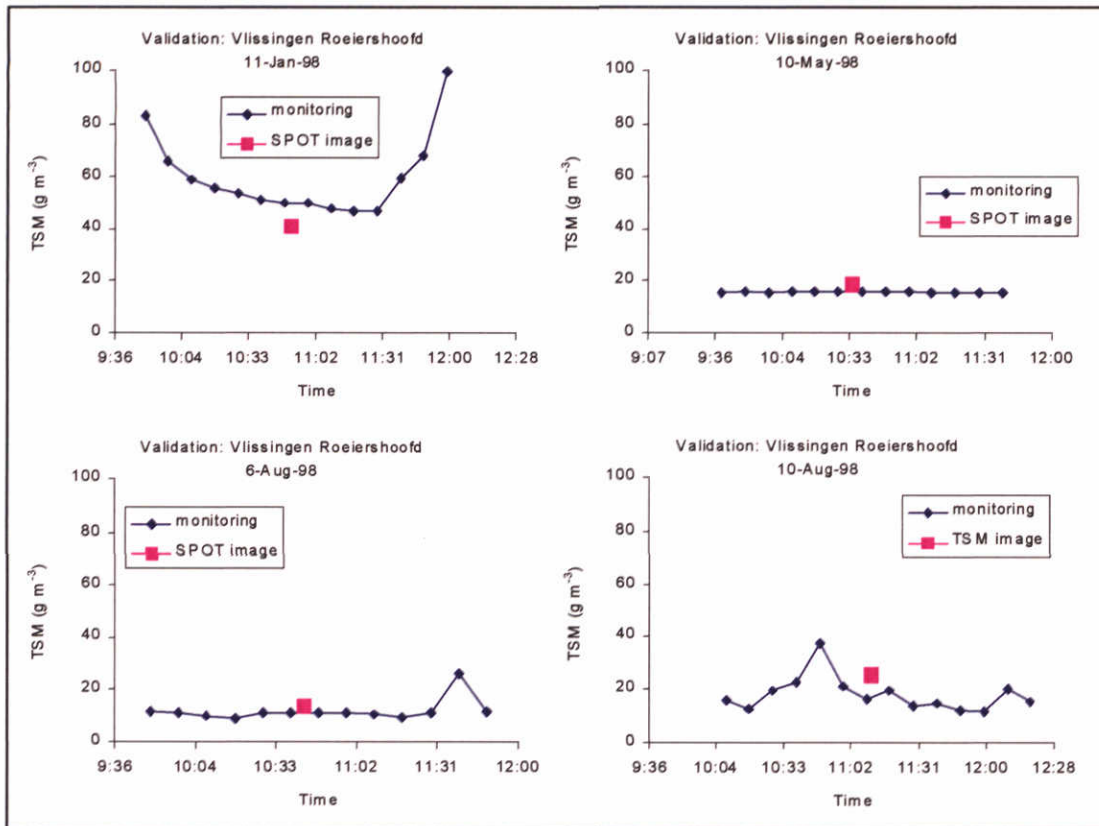 Validation: Vlissingen Roeiershoofd
11-Jan-98
100
80
60
40
20
0
TSM (g m⁻³)
monitoring
SPOT image
9:36 10:04 10:33 11:02 11:31 12:00 12:28
Time
Validation: Vlissingen Roeiershoofd
10-May-98
100
80
60
40
20
0
TSM (g m⁻³)
monitoring
SPOT image
9:07 9:36 10:04 10:33 11:02 11:31 12:00
Time
Validation: Vlissingen Roeiershoofd
6-Aug-98
100
80
60
40
20
0
TSM (g m⁻³)
monitoring
SPOT image
9:36 10:04 10:33 11:02 11:31 12:00
Time
Validation: Vlissingen Roeiershoofd
10-Aug-98
100
80
60
40
20
0
TSM (g m⁻³)
monitoring
TSM image
9:36 10:04 10:33 11:02 11:31 12:00 12:28
Time